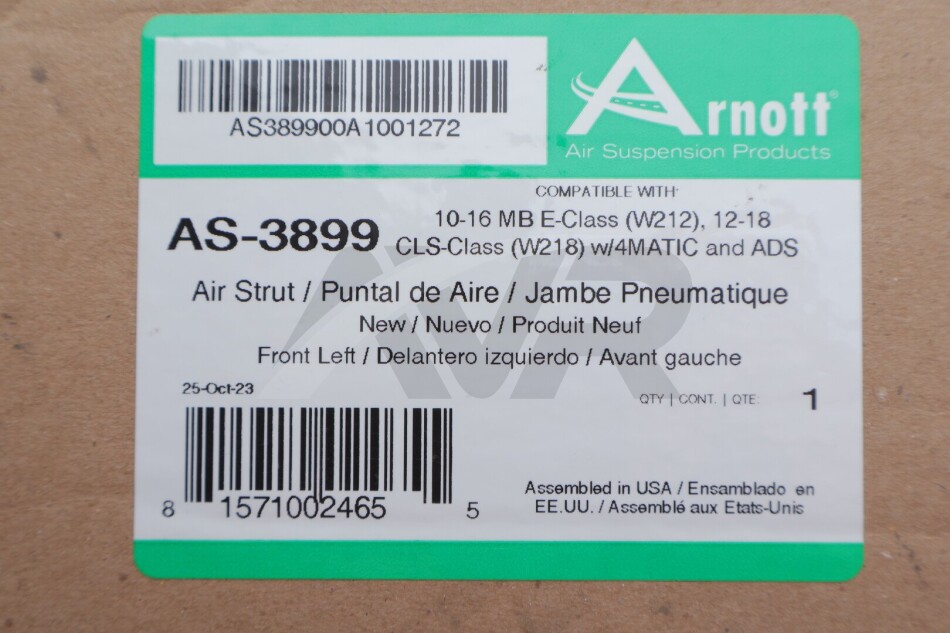 AS389900A1001272
Arnott®
Air Suspension Products
COMPATIBLE WITH:
AS-3899
10-16 MB E-Class (W212), 12-18
CLS-Class (W218) w/4MATIC and ADS
AVR
Air Strut / Puntal de Aire / Jambe Pneumatique
New / Nuevo / Produit Neuf
Front Left / Delantero izquierdo / Avant gauche
25-Oct-23
QTY | CONT. | QTE: 1
8 1571002465 5
Assembled in USA / Ensamblado en
EE.UU. / Assemblé aux Etats-Unis